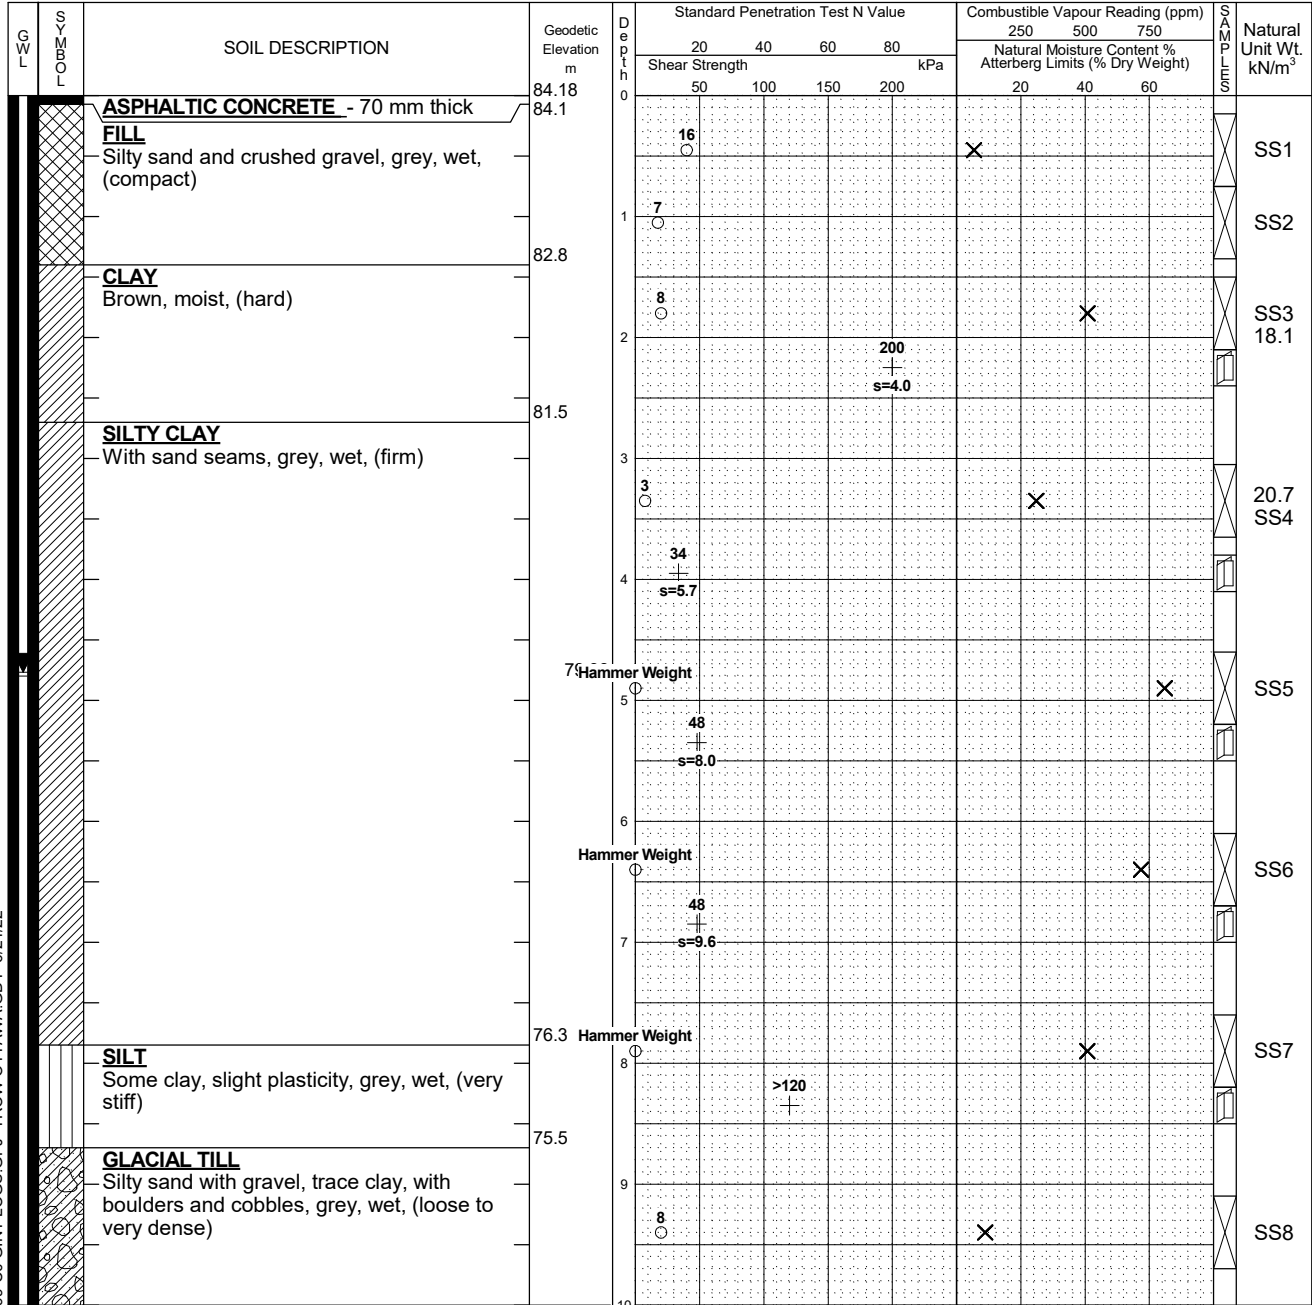 GWL
SYMBOL
SOIL DESCRIPTION
Geodetic
Elevation
m
Depth
Standard Penetration Test N Value
20 40 60 80
Shear Strength kPa
50 100 150 200
Combustible Vapour Reading (ppm)
250 500 750
Natural Moisture Content %
Atterberg Limits (% Dry Weight)
20 40 60
SAMPLES
Natural
Unit Wt.
kN/m³
84.18
0
ASPHALTIC CONCRETE - 70 mm thick
84.1
FILL
Silty sand and crushed gravel, grey, wet,
(compact)
16
SS1
7
1
SS2
82.8
CLAY
Brown, moist, (hard)
8
SS3
18.1
2
200
s=4.0
81.5
SILTY CLAY
With sand seams, grey, wet, (firm)
3
3
20.7
SS4
34
4
s=5.7
Hammer Weight
SS5
5
48
s=8.0
6
Hammer Weight
SS6
48
7
s=9.6
76.3
Hammer Weight
SS7
SILT
Some clay, slight plasticity, grey, wet, (very
stiff)
8
>120
75.5
GLACIAL TILL
Silty sand with gravel, trace clay, with
boulders and cobbles, grey, wet, (loose to
very dense)
9
8
SS8
10